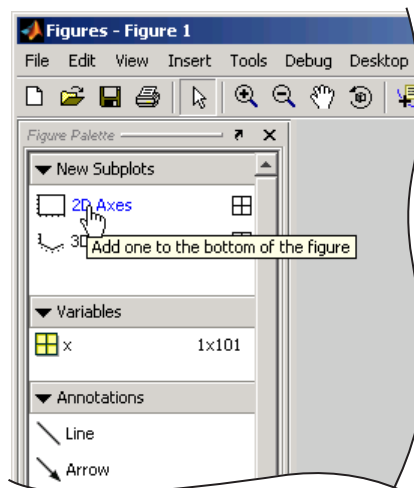 Figures - Figure 1
File Edit View Insert Tools Debug Desktop
Figure Palette
New Subplots
2D Axes
3D
Add one to the bottom of the figure
Variables
x 1x101
Annotations
Line
Arrow